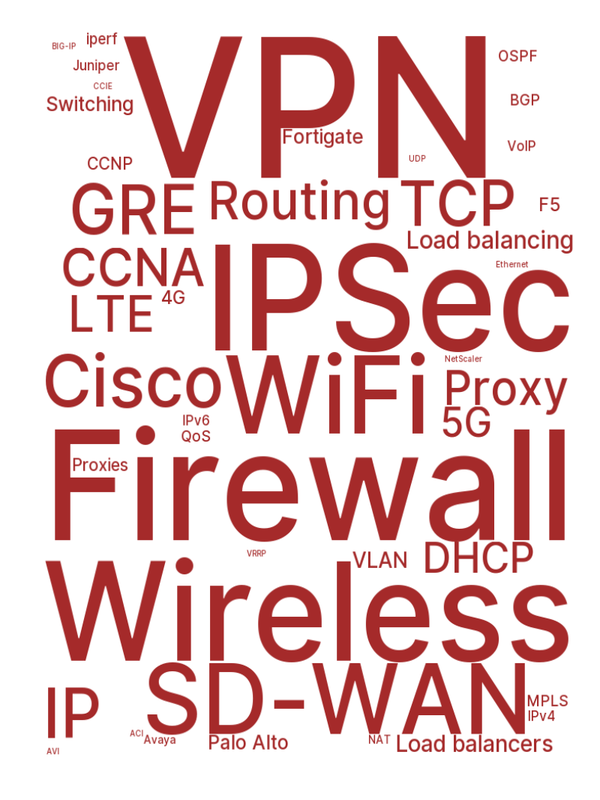 BIG-IP
iperf
VPN
OSPF
Juniper
CCIE
Switching
BGP
Fortigate
VoIP
CCNP
UDP
GRE
Routing
TCP
F5
Load balancing
CCNA
IPSec
Ethernet
LTE
4G
Cisco
WiFi
NetScaler
Proxy
IPv6
5G
QoS
Firewall
Proxies
VRRP
VLAN
DHCP
Wireless
IP
SD-WAN
MPLS
IPv4
ACI
Avaya
Palo Alto
NAT
Load balancers
AVI